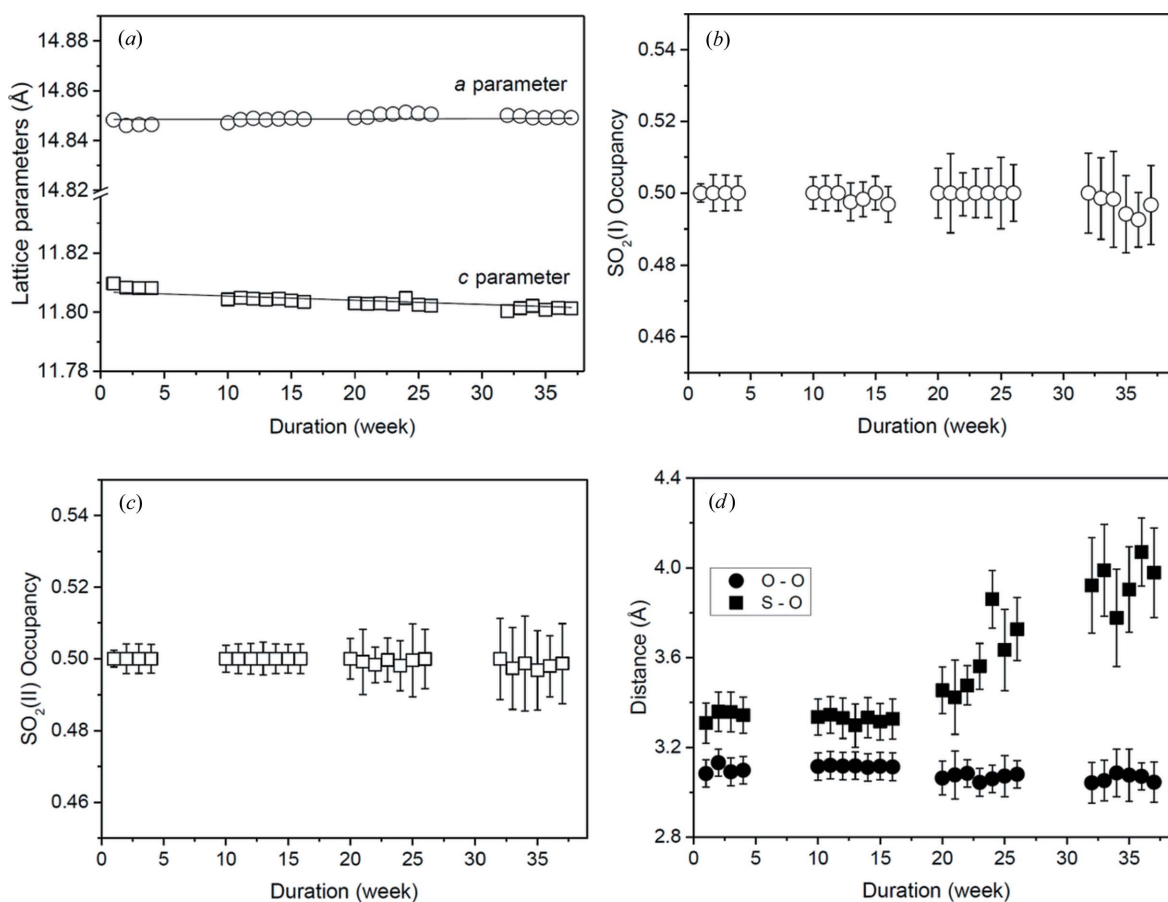 (a)
14.88
14.86
14.84
14.82
11.82
11.80
11.78
Lattice parameters (Å)
a parameter
c parameter
0 5 10 15 20 25 30 35
Duration (week)
(b)
0.54
0.52
0.50
0.48
0.46
SO₂(I) Occupancy
0 5 10 15 20 25 30 35
Duration (week)
(c)
0.54
0.52
0.50
0.48
0.46
SO₂(II) Occupancy
0 5 10 15 20 25 30 35
Duration (week)
(d)
4.4
4.0
3.6
3.2
2.8
Distance (Å)
O - O
S - O
0 5 10 15 20 25 30 35
Duration (week)